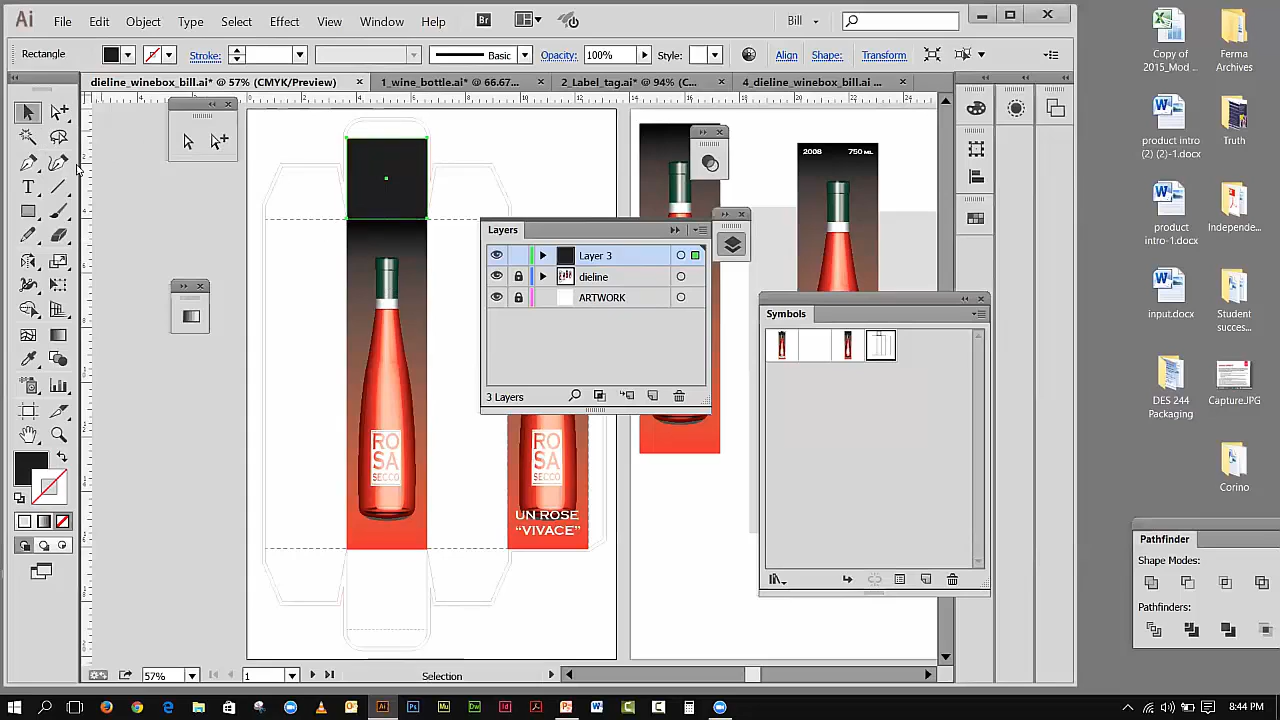 Ai
File Edit Object Type Select Effect View Window Help
Br
Bill
Rectangle
Stroke:
Basic
Opacity: 100%
Style:
Align
Shape:
Transform
dieline_winebox_bill.ai* @ 57% (CMYK/Preview)
1_wine_bottle.ai* @ 66.67...
2_Label_tag.ai* @ 94% (C...
4_dieline_winebox_bill.ai ...
Layers
Layer 3
dieline
ARTWORK
3 Layers
2008
750 ML
Symbols
RO
SA
SECCO
RO
SA
SECCO
UN ROSE
“VIVACE”
57%
1
Selection
Copy of
2015_Mod ...
Ferma
Archives
product intro
(2) (2)-1.docx
Truth
product
intro-1.docx
Independe...
input.docx
Student
succes...
DES 244
Packaging
Capture.JPG
Corino
Pathfinder
Shape Modes:
Pathfinders:
8:44 PM